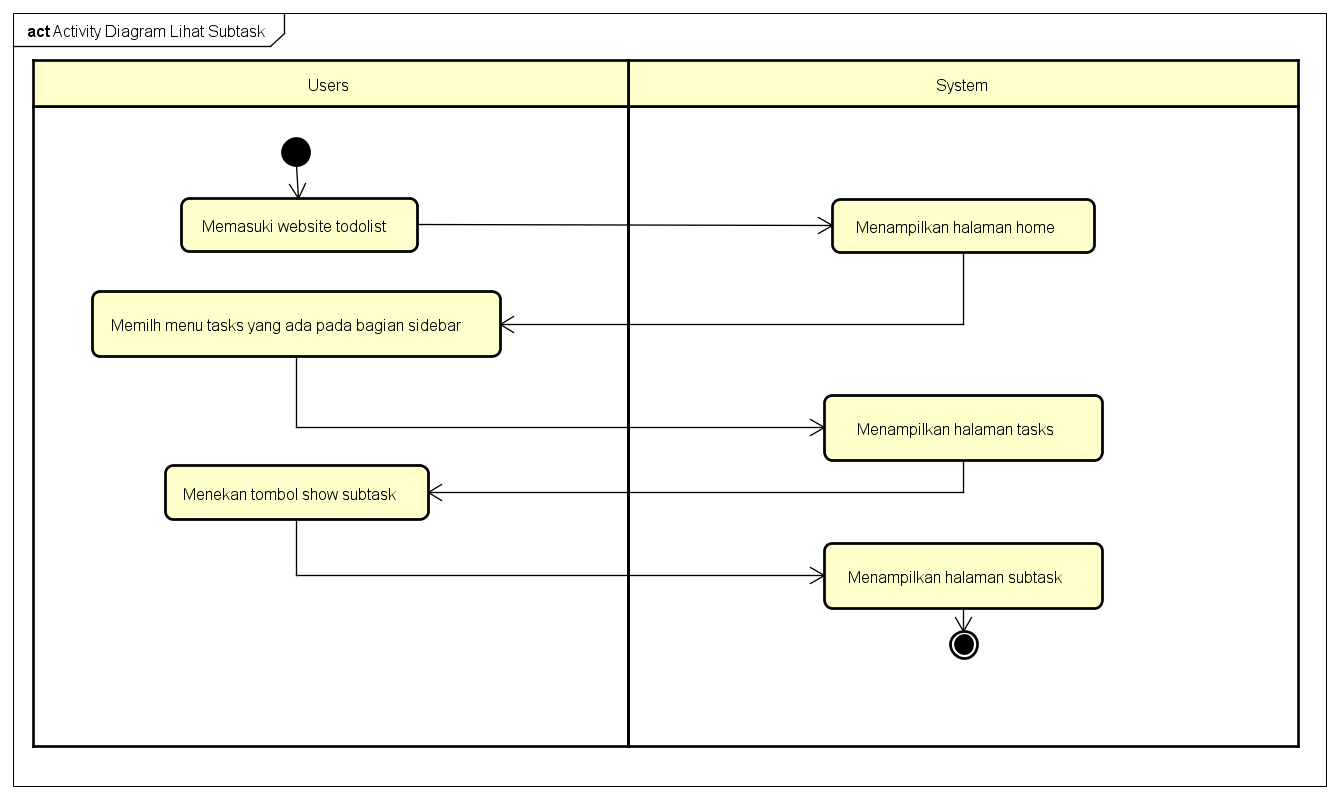 act Activity Diagram Lihat Subtask
Users
System
Memasuki website todolist
Menampilkan halaman home
Memilh menu tasks yang ada pada bagian sidebar
Menampilkan halaman tasks
Menekan tombol show subtask
Menampilkan halaman subtask